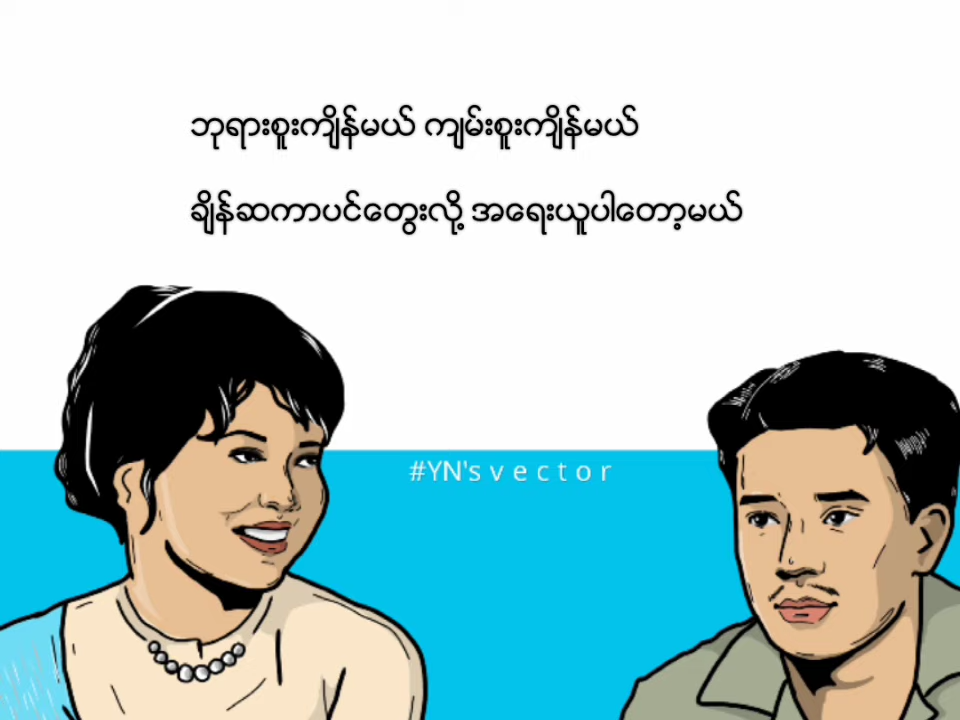 ဘုရားစူးကျိန်မယ် ကျမ်းစူးကျိန်မယ်
ချိန်ဆကာပင်တွေးလို့ အရေးယူပါတော့မယ်
#YN's v e c t o r